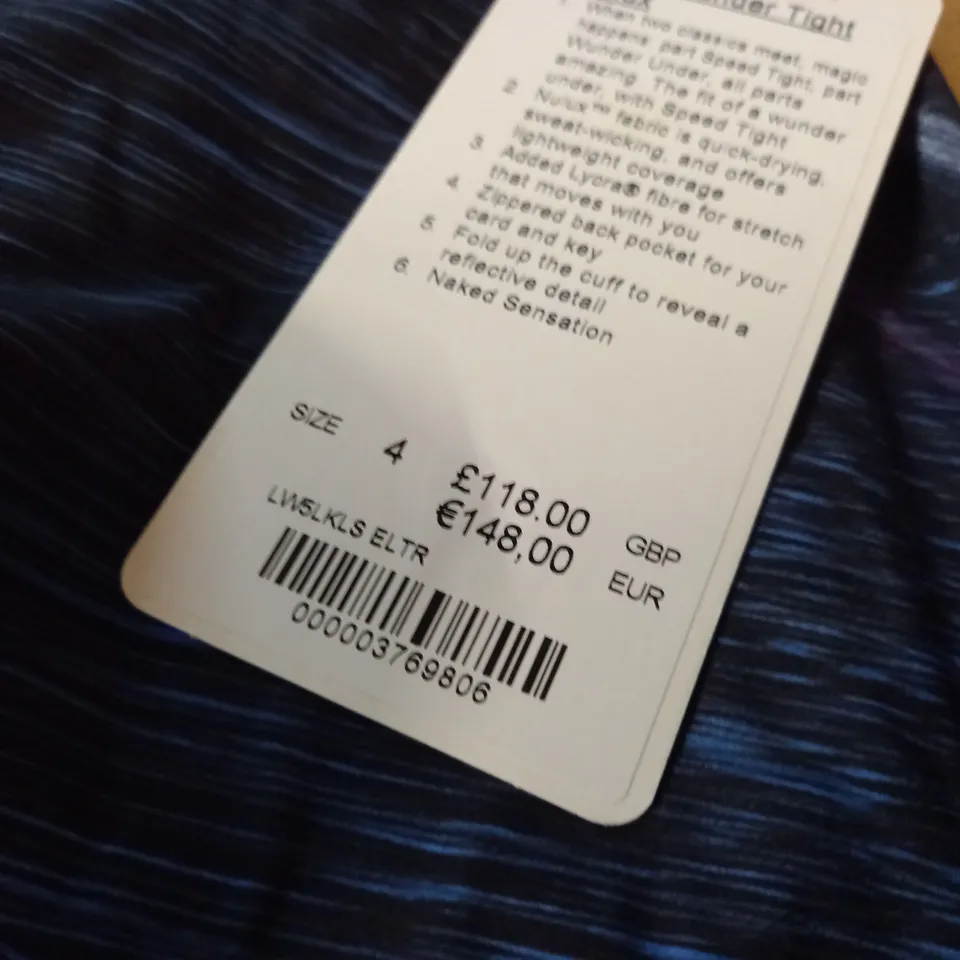 Under Tight
1. When two classics meet, magic
happens: part Speed Tight, part
Wunder Under, all parts
amazing. The fit of a wunder
under, with Speed Tight
2. Nulux™ fabric is quick-drying,
sweat-wicking, and offers
lightweight coverage
3. Added Lycra® fibre for stretch
that moves with you
4. Zippered back pocket for your
card and key
5. Fold up the cuff to reveal a
reflective detail
6. Naked Sensation
SIZE 4 £118.00 GBP
€148,00 EUR
LW5LKLS ELTR
000003769806